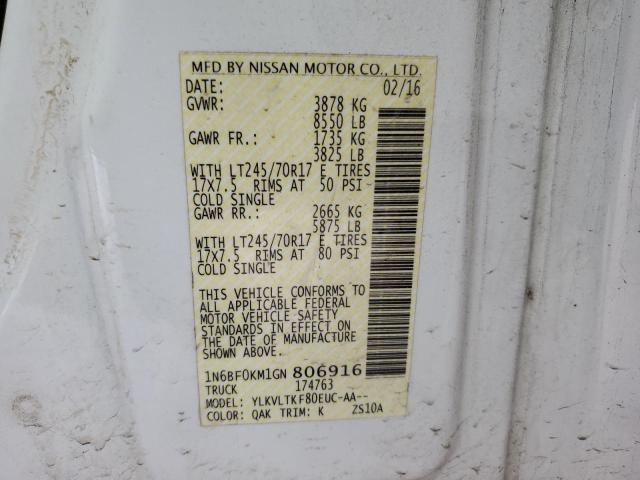 MFD BY NISSAN MOTOR CO., LTD.
DATE: 02/16
GVWR: 3878 KG
8550 LB
GAWR FR.: 1735 KG
3825 LB
WITH LT245/70R17 E TIRES
17X7.5 RIMS AT 50 PSI
COLD SINGLE
GAWR RR.: 2665 KG
5875 LB
WITH LT245/70R17 E TIRES
17X7.5 RIMS AT 80 PSI
COLD SINGLE
THIS VEHICLE CONFORMS TO
ALL APPLICABLE FEDERAL
MOTOR VEHICLE SAFETY
STANDARDS IN EFFECT ON
THE DATE OF MANUFACTURE
SHOWN ABOVE.
1N6BF0KM1GN 806916
TRUCK 174763
MODEL: YLKVLTKF80EUC-AA--
COLOR: QAK TRIM: K ZS10A